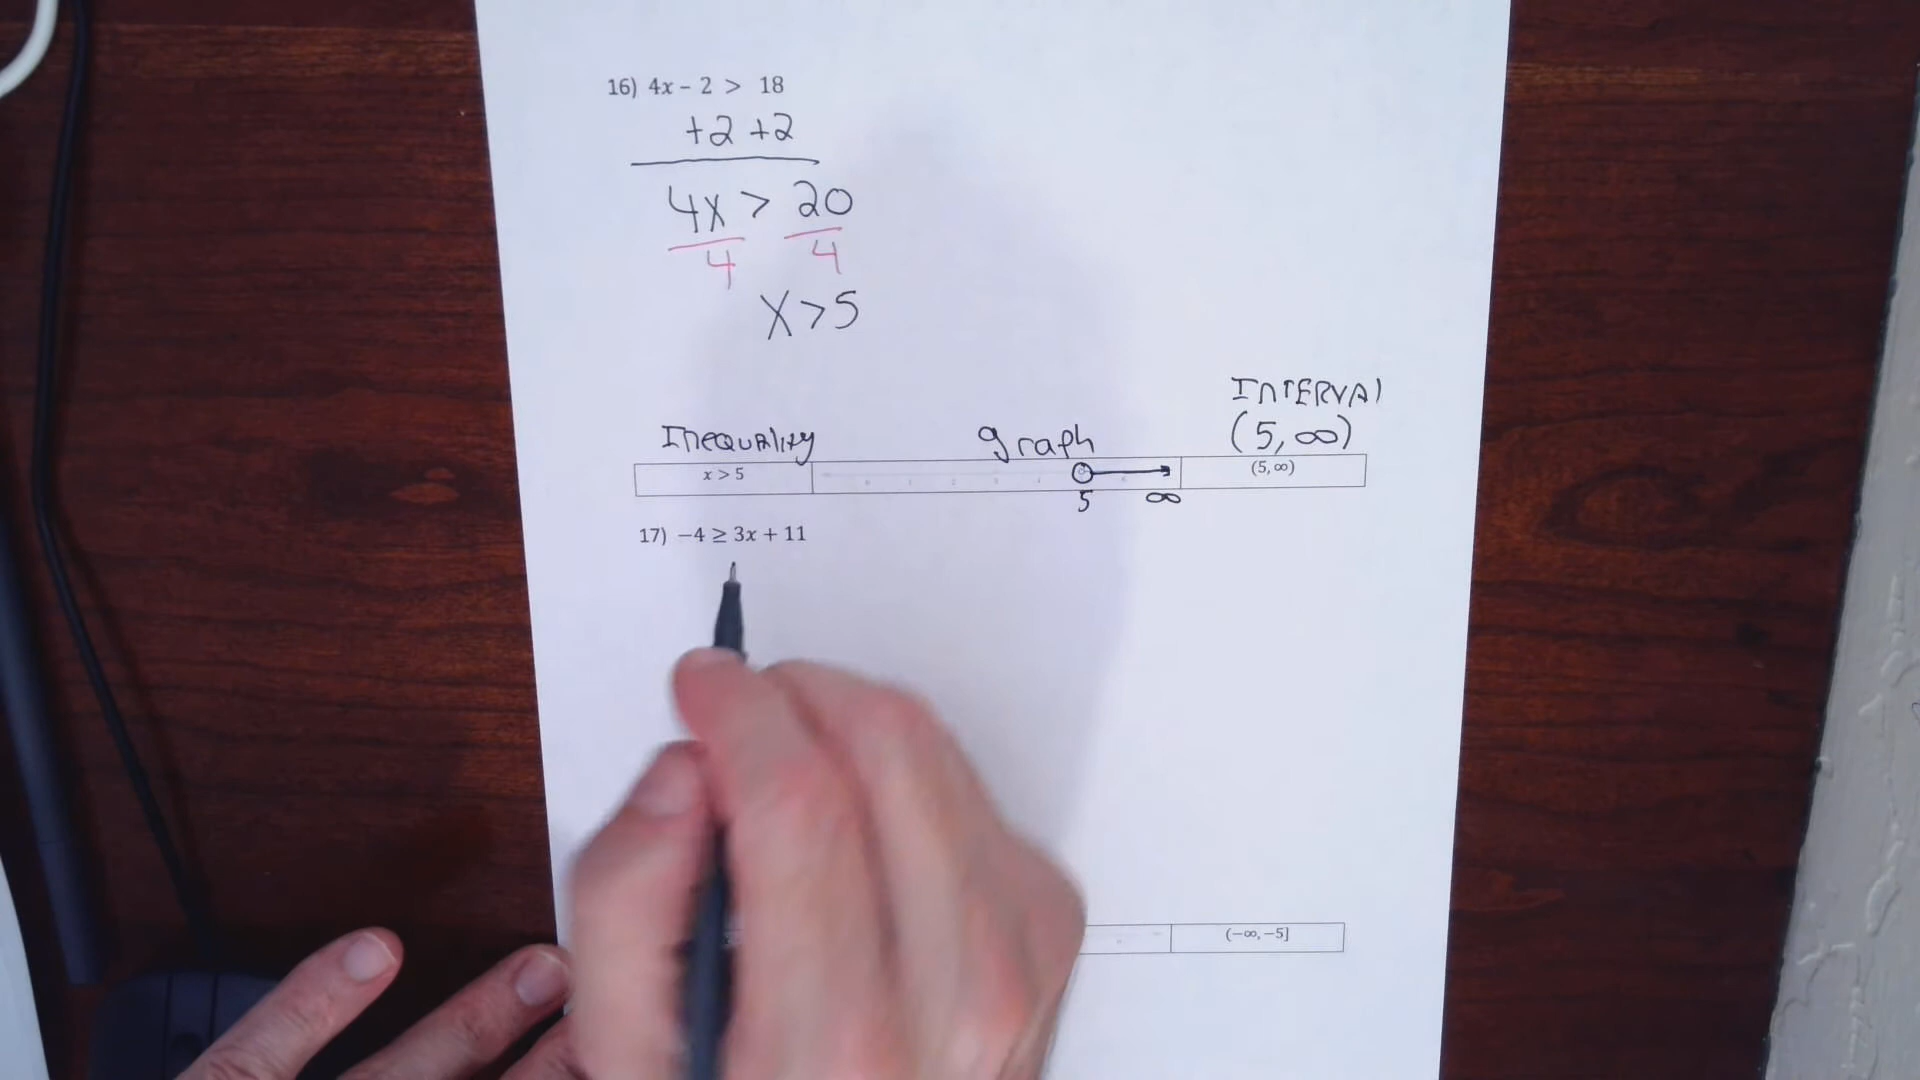 16) 4x − 2 > 18
+2 +2
4x > 20
4 4
x > 5
INTERVAl
Inequality graph (5, ∞)
x > 5 (5, ∞)
5 ∞
17) −4 ≥ 3x + 11
(−∞, −5]